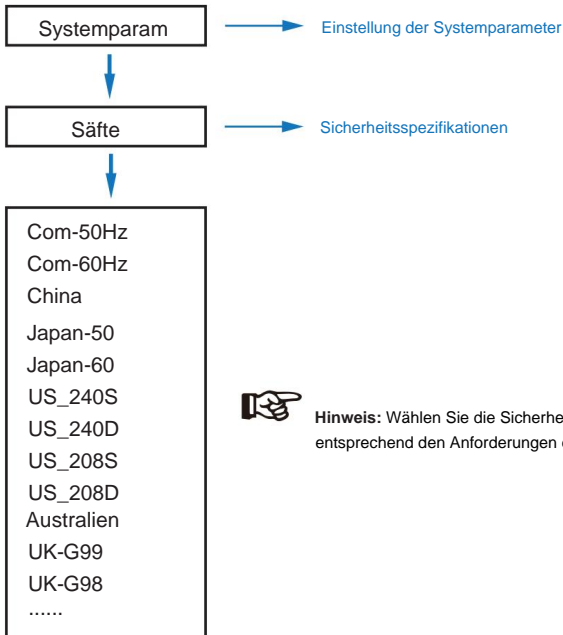 Systemparam
Einstellung der Systemparameter
Säfte
Sicherheitsspezifikationen
Com-50Hz
Com-60Hz
China
Japan-50
Japan-60
US_240S
US_240D
US_208S
US_208D
Australien
UK-G99
UK-G98
......
Hinweis: Wählen Sie die
entsprechend den Anforderungen